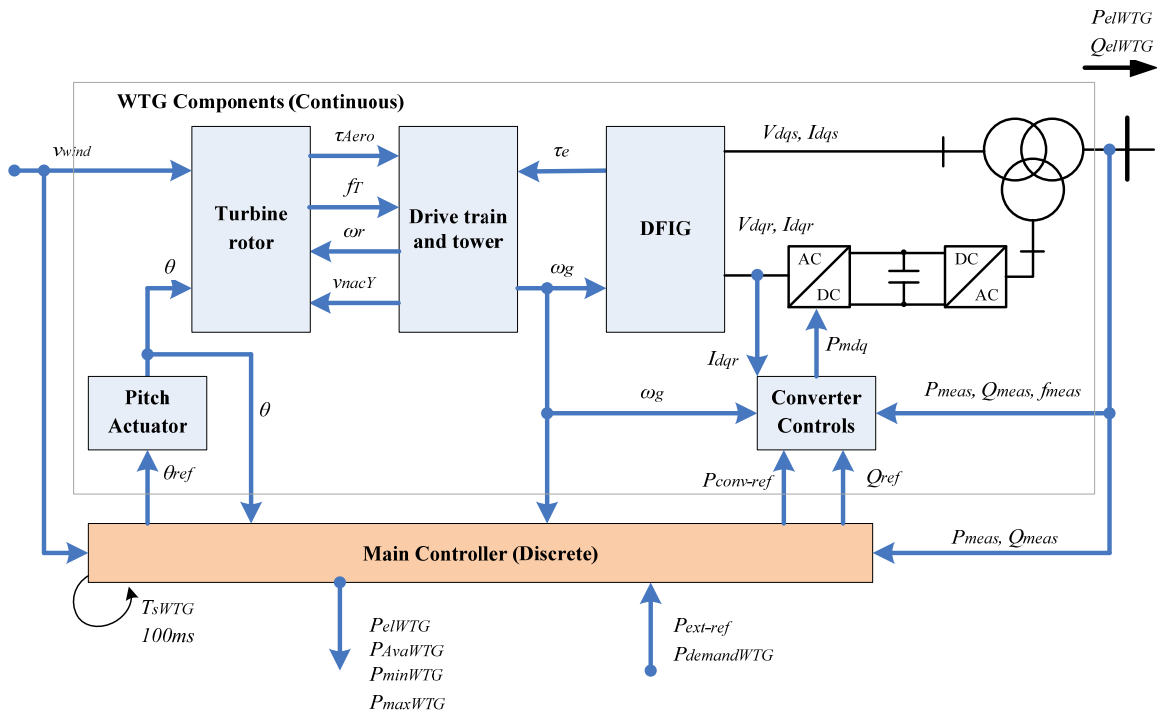 PelWTG
QelWTG
WTG Components (Continuous)
vwind
τAero
fT
ωr
vnacY
τe
Vdqs, Idqs
Turbine
rotor
Drive train
and tower
DFIG
Vdqr, Idqr
AC
DC
DC
AC
θ
ωg
Pmdq
Idqr
Pitch
Actuator
θ
ωg
Converter
Controls
Pmeas, Qmeas, fmeas
θref
Pconv-ref
Qref
Main Controller (Discrete)
Pmeas, Qmeas
TsWTG
100ms
PelWTG
PAvaWTG
PminWTG
PmaxWTG
Pext-ref
PdemandWTG